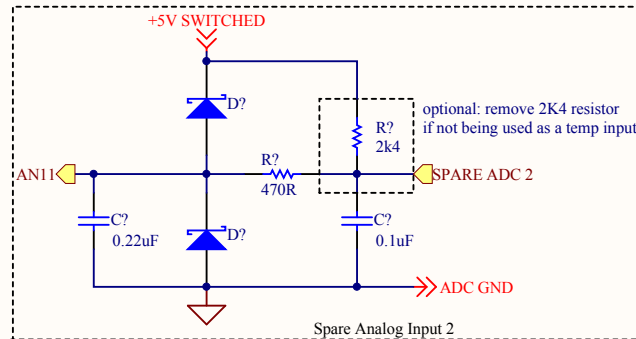 +5V SWITCHED
D?
optional: remove 2K4 resistor
if not being used as a temp input
R?
2k4
AN11
R?
470R
SPARE ADC 2
C?
0.22uF
D?
C?
0.1uF
ADC GND
Spare Analog Input 2